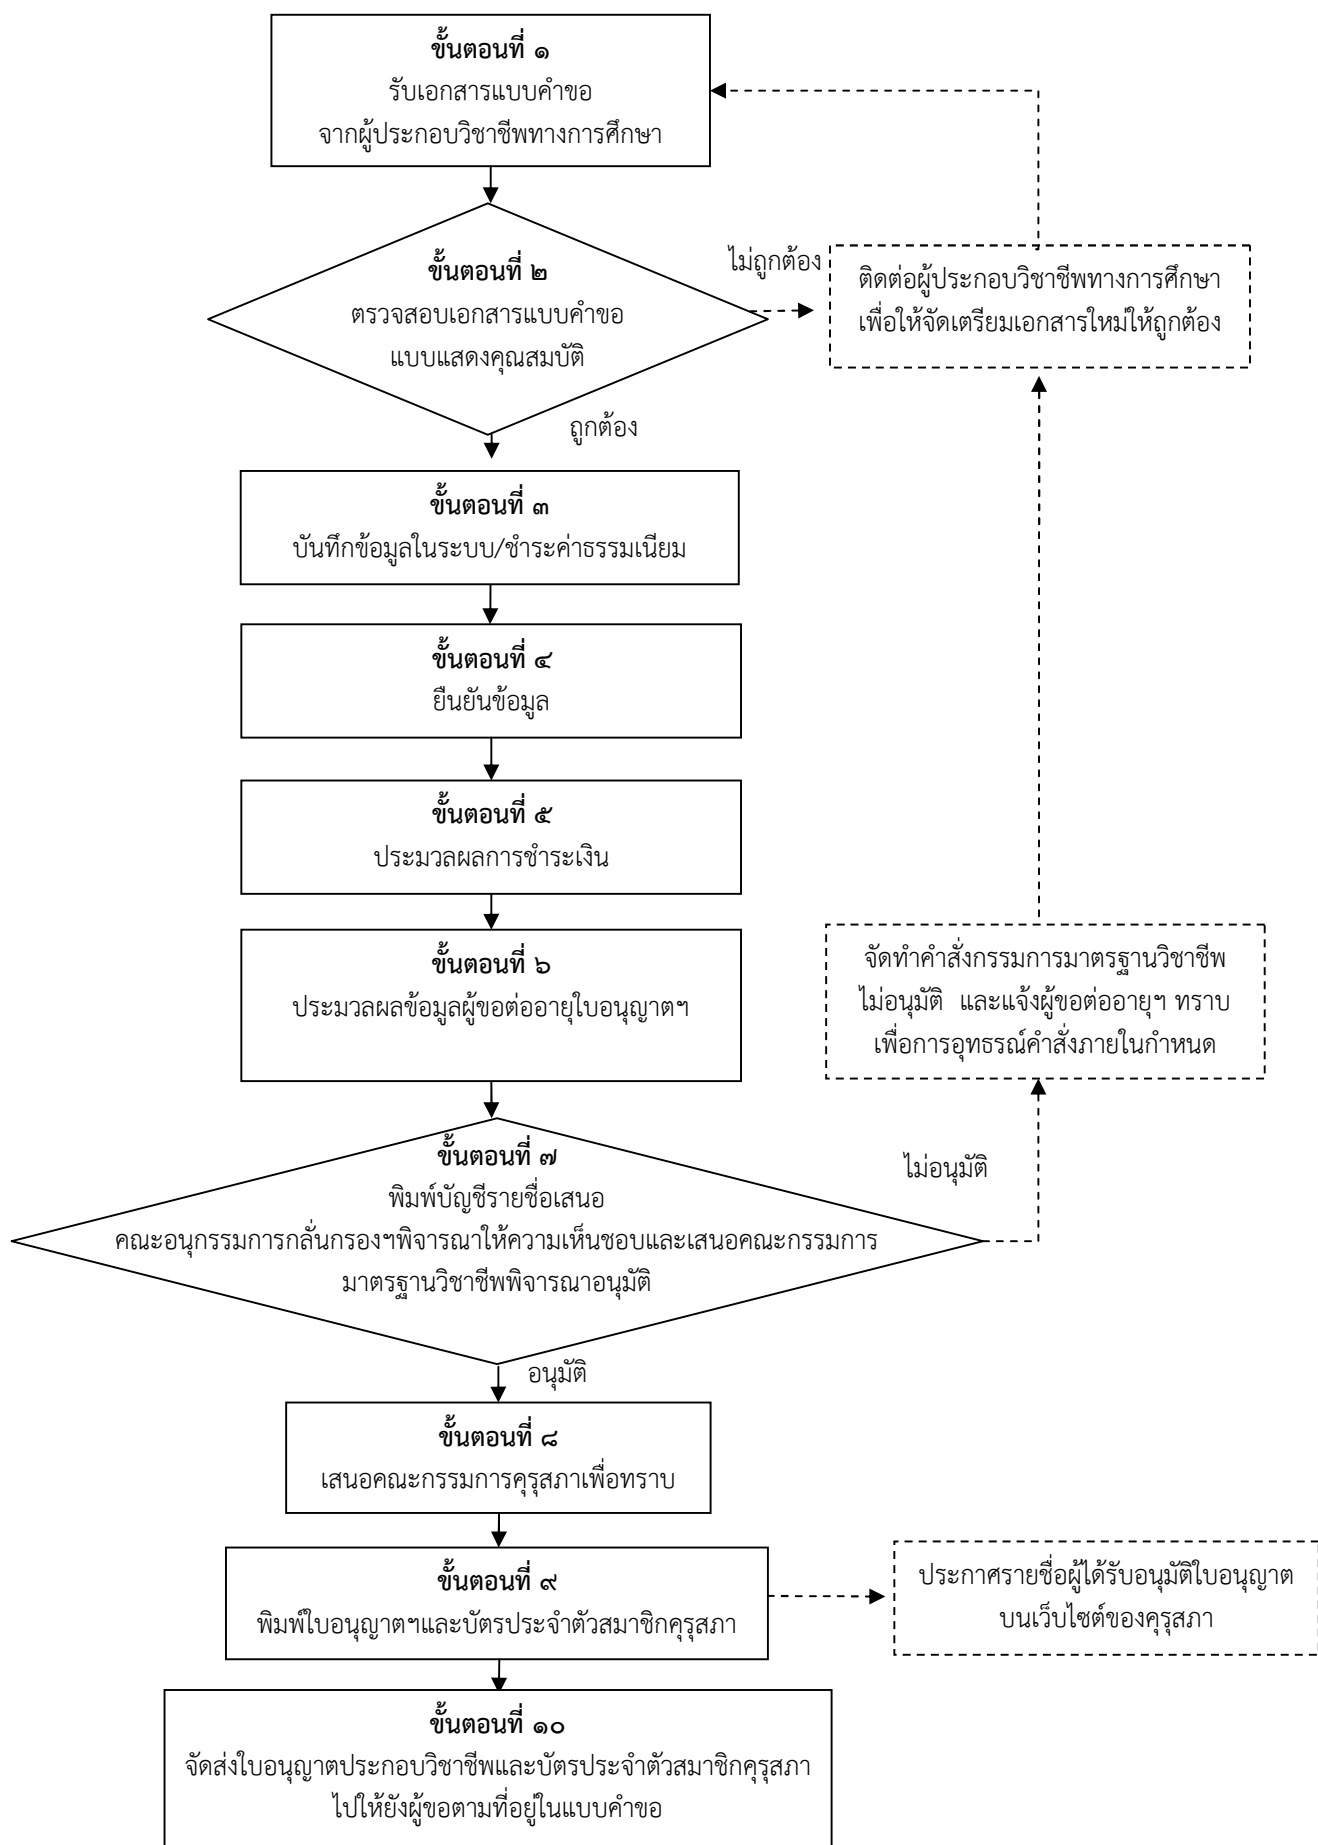 ขั้นตอนที่ ๑
รับเอกสารแบบคำขอ
จากผู้ประกอบวิชาชีพทางการศึกษา
ขั้นตอนที่ ๒
ตรวจสอบเอกสารแบบคำขอ
แบบแสดงคุณสมบัติ
ไม่ถูกต้อง
ติดต่อผู้ประกอบวิชาชีพทางการศึกษา
เพื่อให้จัดเตรียมเอกสารใหม่ให้ถูกต้อง
ถูกต้อง
ขั้นตอนที่ ๓
บันทึกข้อมูลในระบบ/ชำระค่าธรรมเนียม
ขั้นตอนที่ ๔
ยืนยันข้อมูล
ขั้นตอนที่ ๕
ประมวลผลการชำระเงิน
ขั้นตอนที่ ๖
ประมวลผลข้อมูลผู้ขอต่ออายุใบอนุญาตฯ
จัดทำคำสั่งกรรมการมาตรฐานวิชาชีพ
ไม่อนุมัติ และแจ้งผู้ขอต่ออายุฯ ทราบ
เพื่อการอุทธรณ์คำสั่งภายในกำหนด
ขั้นตอนที่ ๗
พิมพ์บัญชีรายชื่อเสนอ
คณะอนุกรรมการกลั่นกรองฯพิจารณาให้ความเห็นชอบและเสนอคณะกรรมการ
มาตรฐานวิชาชีพพิจารณาอนุมัติ
ไม่อนุมัติ
อนุมัติ
ขั้นตอนที่ ๘
เสนอคณะกรรมการคุรุสภาเพื่อทราบ
ขั้นตอนที่ ๙
พิมพ์ใบอนุญาตฯและบัตรประจำตัวสมาชิกคุรุสภา
ประกาศรายชื่อผู้ได้รับอนุมัติใบอนุญาต
บนเว็บไซต์ของคุรุสภา
ขั้นตอนที่ ๑๐
จัดส่งใบอนุญาตประกอบวิชาชีพและบัตรประจำตัวสมาชิกคุรุสภา
ไปให้ยังผู้ขอตามที่อยู่ในแบบคำขอ